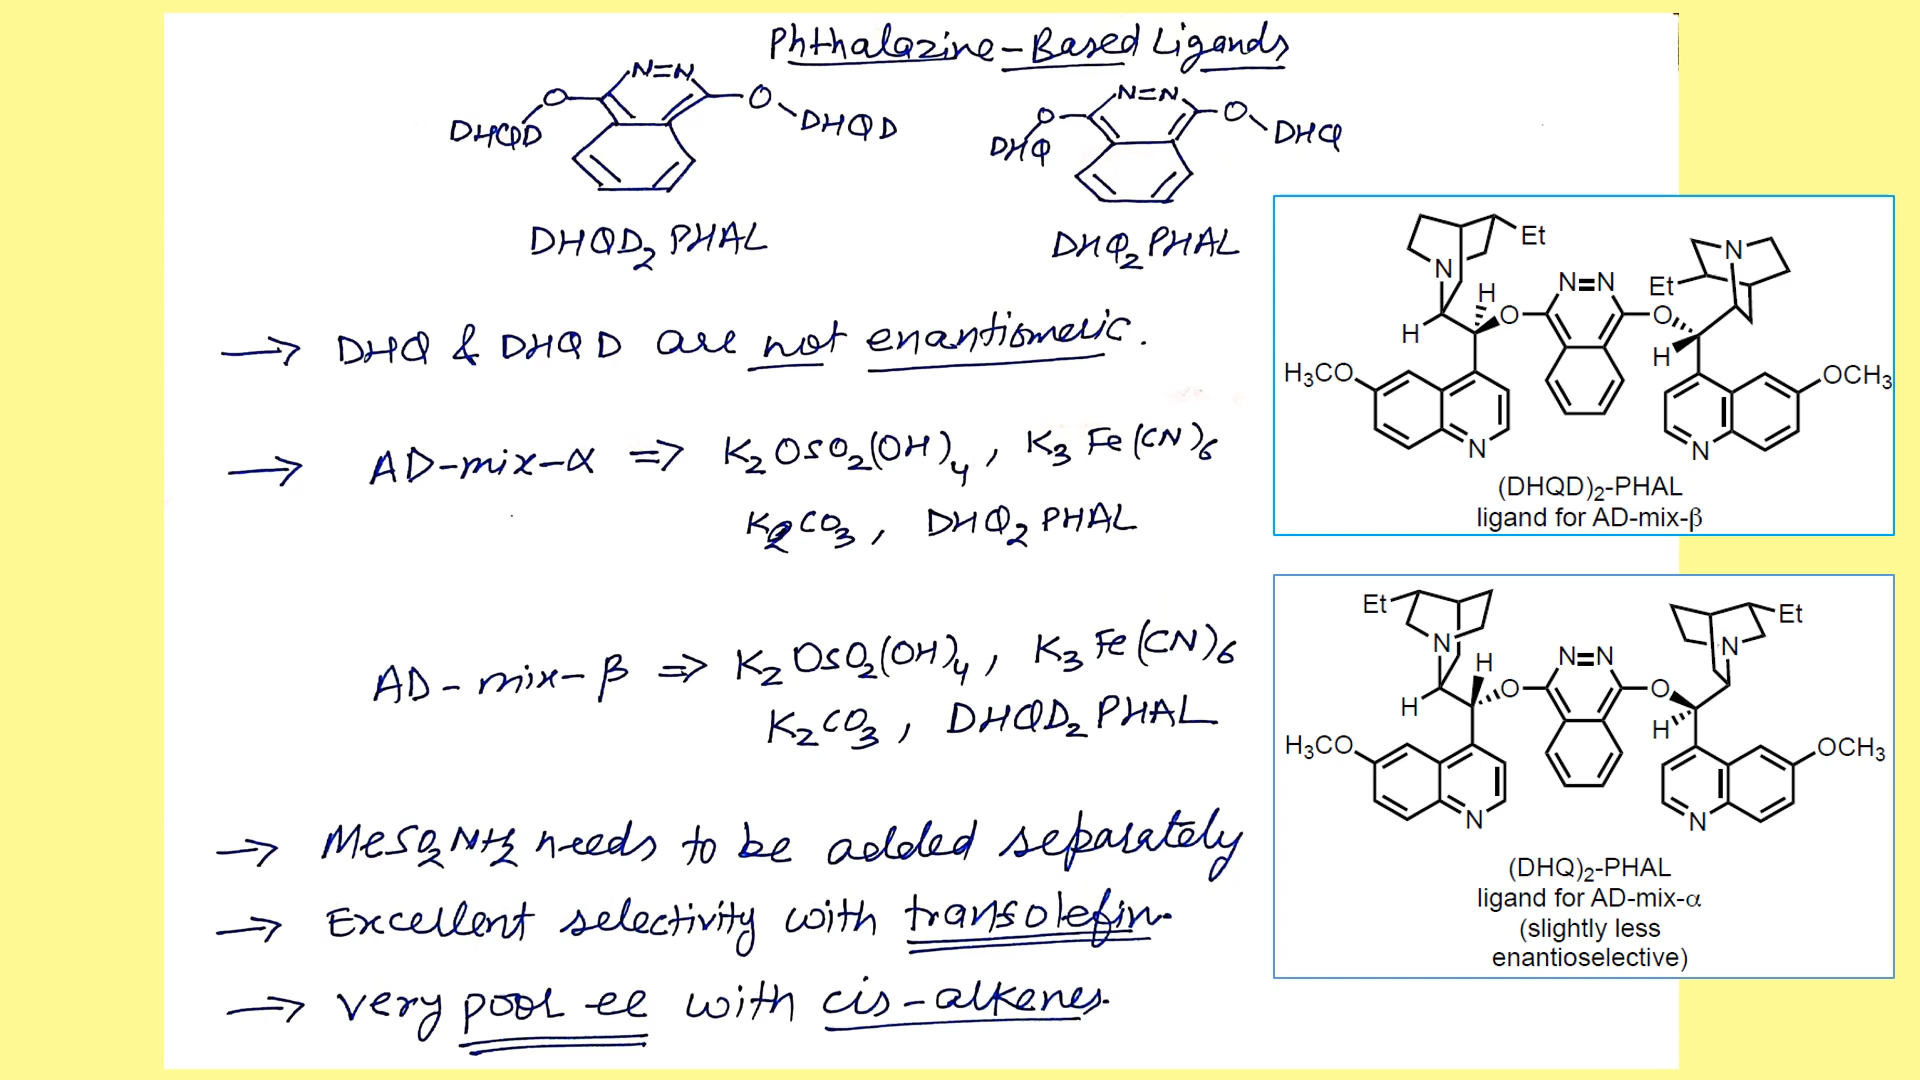 Phthalazine-Based Ligands
N=N
O
O
DHQD
DHQD
DHQD₂ PHAL
N=N
O
O
DHQ
DHQ
DHQ₂ PHAL
→ DHQ & DHQD are not enantiomeric.
→ AD-mix-α => K₂OsO₂(OH)₄, K₃Fe(CN)₆
K₂CO₃, DHQ₂PHAL
AD-mix-β => K₂OsO₂(OH)₄, K₃Fe(CN)₆
K₂CO₃, DHQD₂PHAL
→ MeSO₂NH₂ needs to be added separately
→ Excellent selectivity with trans olefin.
→ very poor ee with cis-alkenes.
Et
N
N
H
N=N
Et
O
O
H
H
H₃CO
OCH₃
N
N
(DHQD)₂-PHAL
ligand for AD-mix-β
Et
Et
N
N
H
N=N
O
O
H
H
H₃CO
OCH₃
N
N
(DHQ)₂-PHAL
ligand for AD-mix-α
(slightly less
enantioselective)